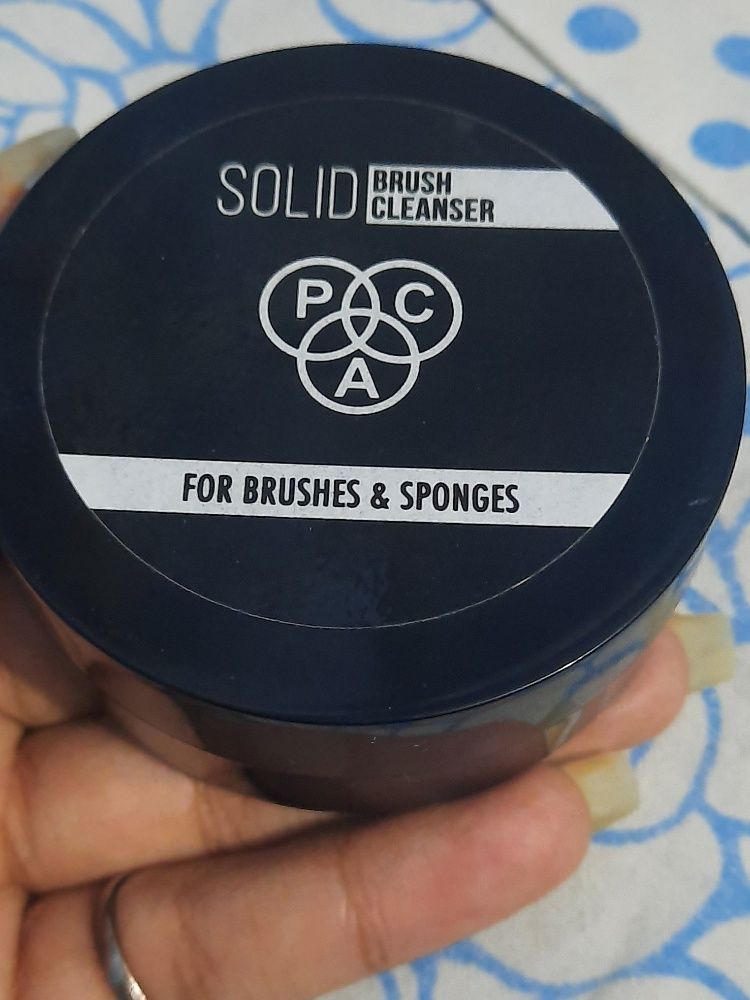 SOLID BRUSH
CLEANSER
P C
A
FOR BRUSHES & SPONGES